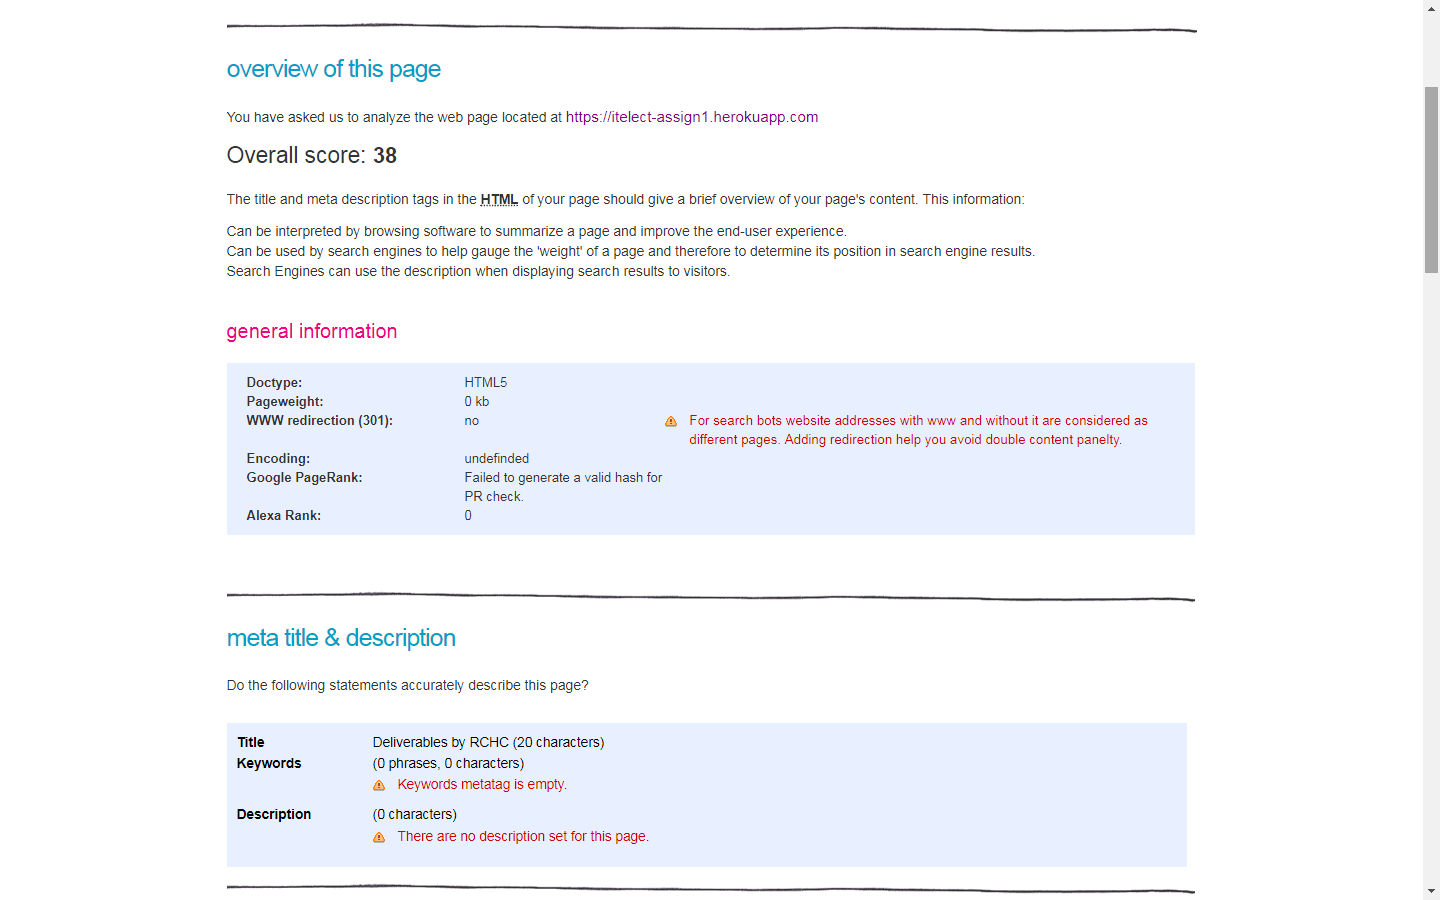 overview of this page
You have asked us to analyze the web page located at https://itelect-assign1.herokuapp.com
Overall score: 38
The title and meta description tags in the HTML of your page should give a brief overview of your page's content. This information:
Can be interpreted by browsing software to summarize a page and improve the end-user experience.
Can be used by search engines to help gauge the 'weight' of a page and therefore to determine its position in search engine results.
Search Engines can use the description when displaying search results to visitors.
general information
Doctype: HTML5
Pageweight: 0 kb
WWW redirection (301): no For search bots website addresses with www and without it are considered as
different pages. Adding redirection help you avoid double content panelty.
Encoding: undefinded
Google PageRank: Failed to generate a valid hash for
PR check.
Alexa Rank: 0
meta title & description
Do the following statements accurately describe this page?
Title Deliverables by RCHC (20 characters)
Keywords (0 phrases, 0 characters)
Keywords metatag is empty.
Description (0 characters)
There are no description set for this page.